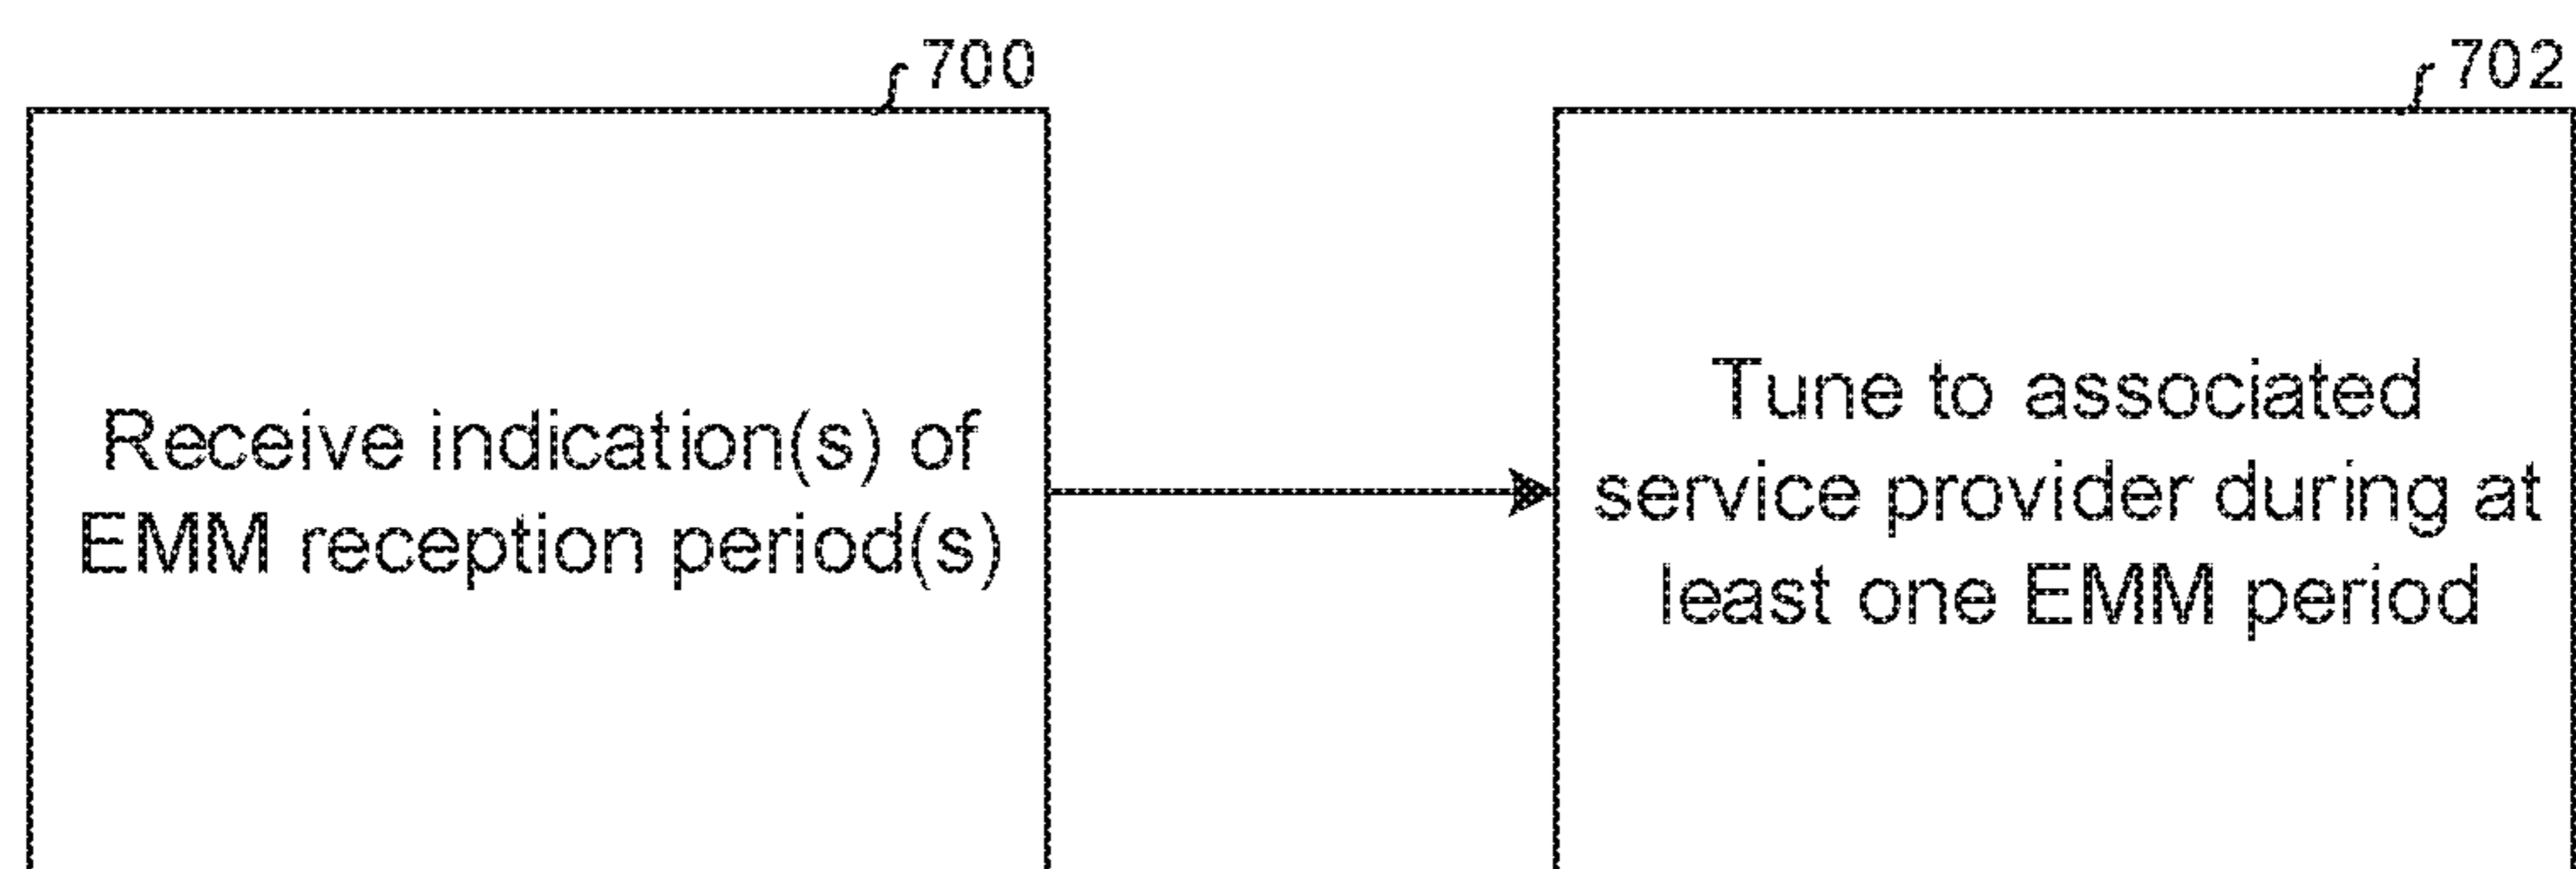 700
702
Receive indication(s) of
EMM reception period(s)
Tune to associated
service provider during at
least one EMM period